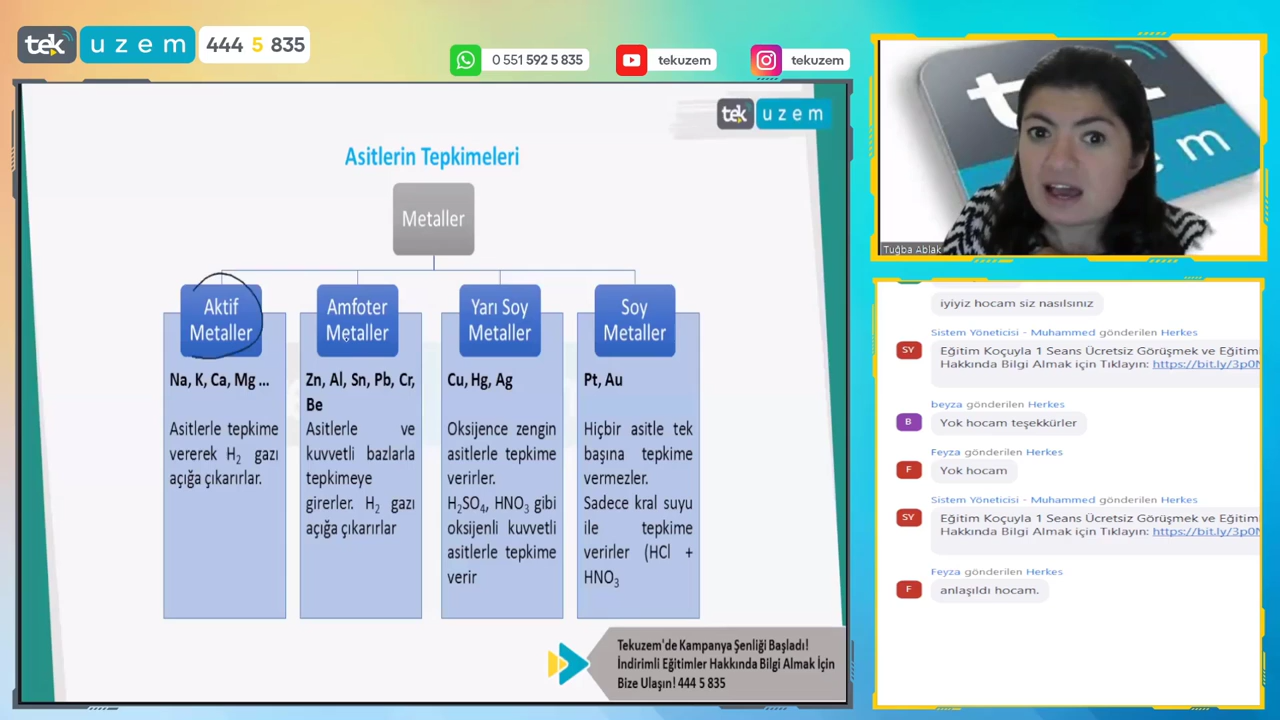 tek uzem 444 5 835
0 551 592 5 835
tekuzem
tekuzem
tek uzem
Asitlerin Tepkimeleri
Metaller
Aktif
Metaller
Na, K, Ca, Mg ...
Asitlerle tepkime
vererek H₂ gazı
açığa çıkarırlar.
Amfoter
Metaller
Zn, Al, Sn, Pb, Cr,
Be
Asitlerle ve
kuvvetli bazlarla
tepkimeye
girerler. H₂ gazı
açığa çıkarırlar
Yarı Soy
Metaller
Cu, Hg, Ag
Oksijence zengin
asitlerle tepkime
verirler.
H₂SO₄, HNO₃ gibi
oksijenli kuvvetli
asitlerle tepkime
verir
Soy
Metaller
Pt, Au
Hiçbir asitle tek
başına tepkime
vermezler.
Sadece kral suyu
ile tepkime
verirler (HCl +
HNO₃
Tekuzem'de Kampanya Şenliği Başladı!
İndirimli Eğitimler Hakkında Bilgi Almak İçin
Bize Ulaşın! 444 5 835
Tuğba Ablak
iyiyiz hocam siz nasılsınız
Sistem Yöneticisi - Muhammed gönderilen Herkes
SY
Eğitim Koçuyla 1 Seans Ücretsiz Görüşmek ve Eğitim
Hakkında Bilgi Almak için Tıklayın: https://bit.ly/3p0
beyza gönderilen Herkes
B
Yok hocam teşekkürler
Feyza gönderilen Herkes
F
Yok hocam
Sistem Yöneticisi - Muhammed gönderilen Herkes
SY
Eğitim Koçuyla 1 Seans Ücretsiz Görüşmek ve Eğitim
Hakkında Bilgi Almak için Tıklayın: https://bit.ly/3p0
Feyza gönderilen Herkes
F
anlaşıldı hocam.